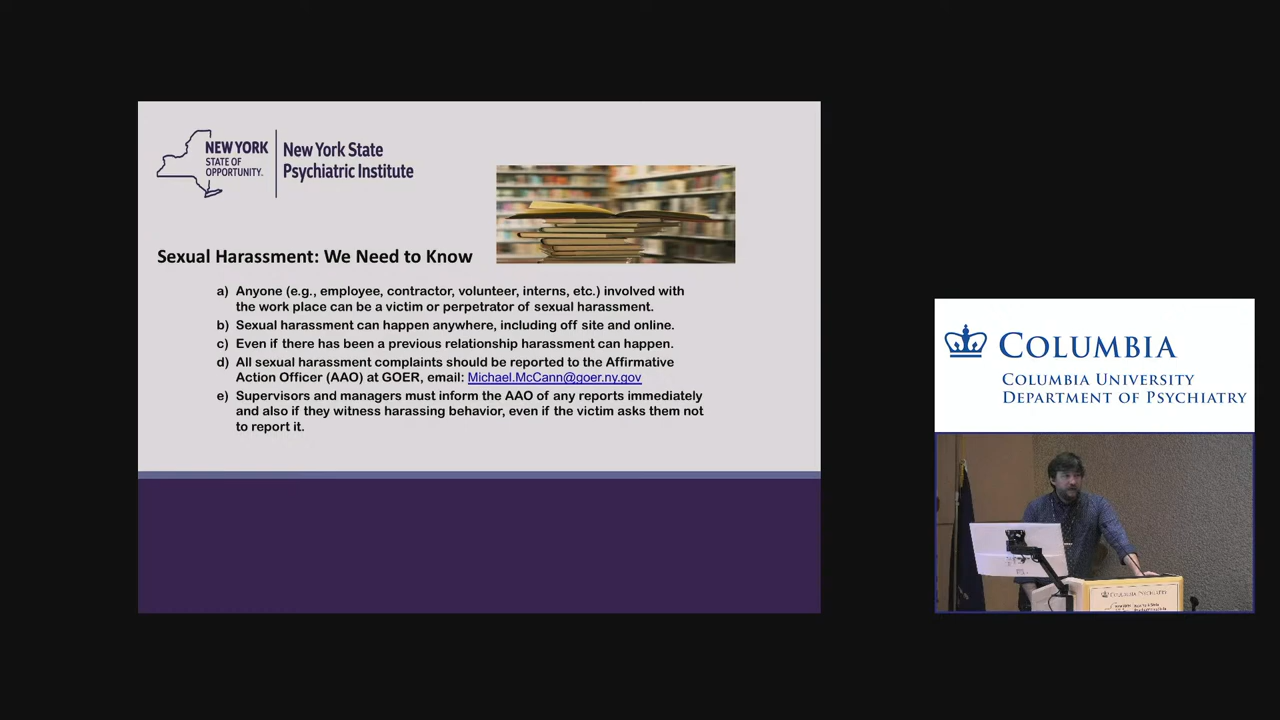 NEW YORK
STATE OF
OPPORTUNITY.
New York State
Psychiatric Institute
Sexual Harassment: We Need to Know
a) Anyone (e.g., employee, contractor, volunteer, interns, etc.) involved with
the work place can be a victim or perpetrator of sexual harassment.
b) Sexual harassment can happen anywhere, including off site and online.
c) Even if there has been a previous relationship harassment can happen.
d) All sexual harassment complaints should be reported to the Affirmative
Action Officer (AAO) at GOER, email: Michael.McCann@goer.ny.gov
e) Supervisors and managers must inform the AAO of any reports immediately
and also if they witness harassing behavior, even if the victim asks them not
to report it.
COLUMBIA
COLUMBIA UNIVERSITY
DEPARTMENT OF PSYCHIATRY
COLUMBIA PSYCHIATRY